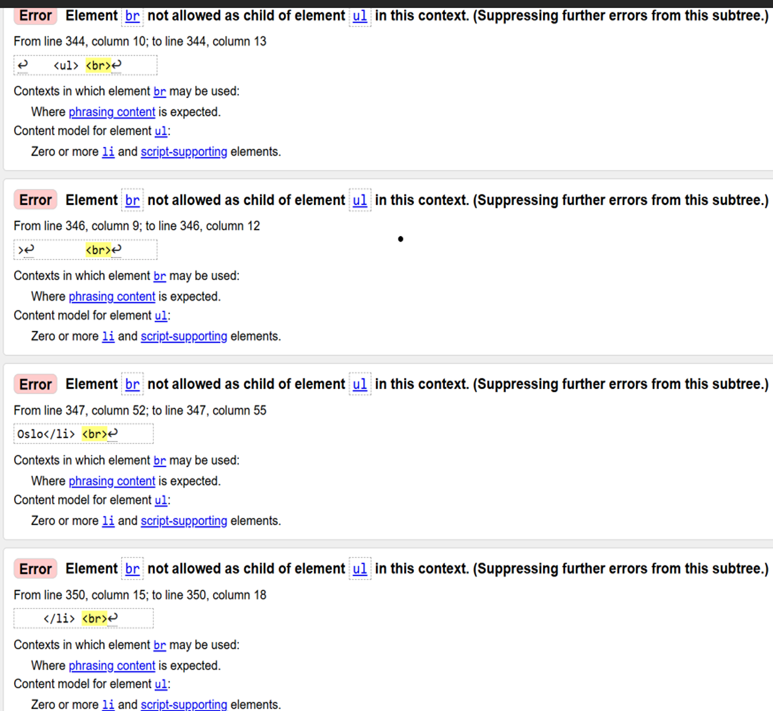 Error Element br not allowed as child of element ul in this context. (Suppressing further errors from this subtree.)
From line 344, column 10; to line 344, column 13
↩    <ul> <br>↩
Contexts in which element br may be used:
Where phrasing content is expected.
Content model for element ul:
Zero or more li and script-supporting elements.
Error Element br not allowed as child of element ul in this context. (Suppressing further errors from this subtree.)
From line 346, column 9; to line 346, column 12
>↩        <br>↩
Contexts in which element br may be used:
Where phrasing content is expected.
Content model for element ul:
Zero or more li and script-supporting elements.
Error Element br not allowed as child of element ul in this context. (Suppressing further errors from this subtree.)
From line 347, column 52; to line 347, column 55
Oslo</li> <br>↩
Contexts in which element br may be used:
Where phrasing content is expected.
Content model for element ul:
Zero or more li and script-supporting elements.
Error Element br not allowed as child of element ul in this context. (Suppressing further errors from this subtree.)
From line 350, column 15; to line 350, column 18
</li> <br>↩
Contexts in which element br may be used:
Where phrasing content is expected.
Content model for element ul:
Zero or more li and script-supporting elements.